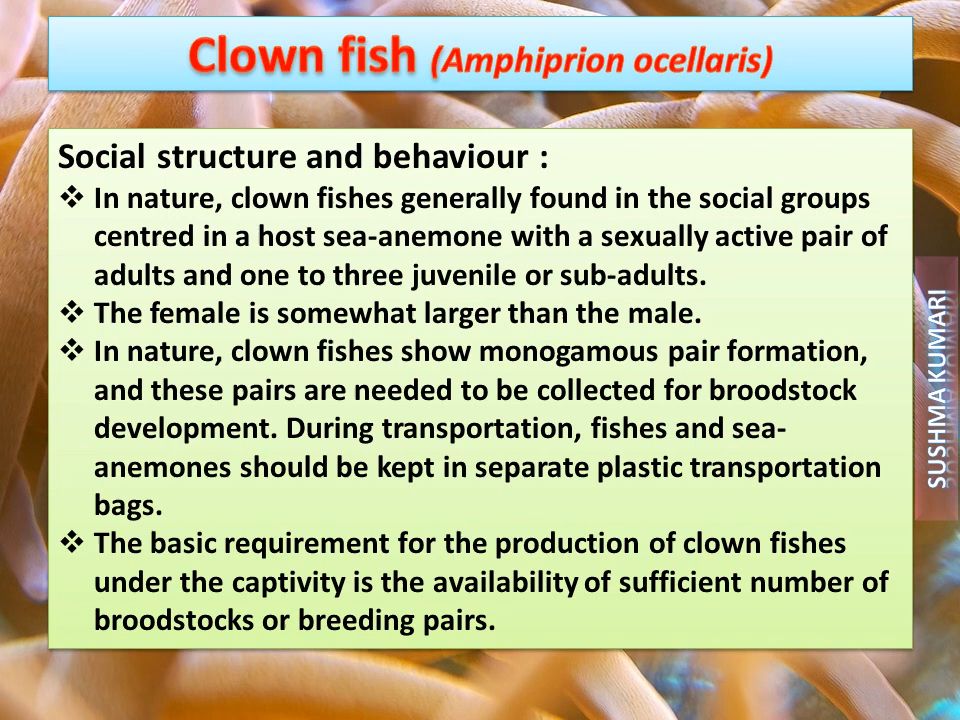 Clown fish (Amphiprion ocellaris)
Social structure and behaviour :
❖ In nature, clown fishes generally found in the social groups
centred in a host sea-anemone with a sexually active pair of
adults and one to three juvenile or sub-adults.
❖ The female is somewhat larger than the male.
❖ In nature, clown fishes show monogamous pair formation,
and these pairs are needed to be collected for broodstock
development. During transportation, fishes and sea-
anemones should be kept in separate plastic transportation
bags.
❖ The basic requirement for the production of clown fishes
under the captivity is the availability of sufficient number of
broodstocks or breeding pairs.
SUSHMA KUMARI